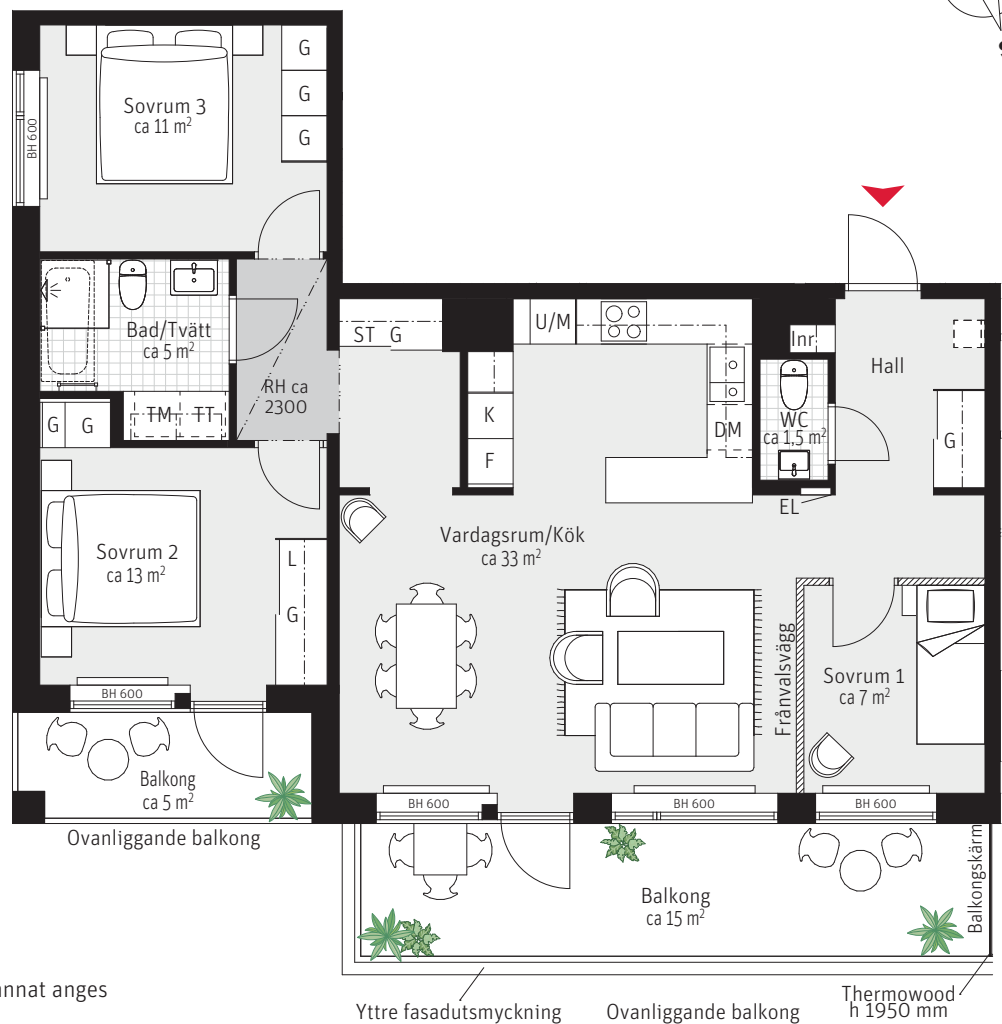 G
G
G
Sovrum 3
ca 11 m²
BH 600
Bad/Tvätt
ca 5 m²
RH ca
2300
TM TT
G G
ST G
U/M
K
F
DM
Inr
WC
ca 1,5 m²
Hall
G
EL
Vardagsrum/Kök
ca 33 m²
Sovrum 2
ca 13 m²
L
G
BH 600
Frånvalsvägg
Sovrum 1
ca 7 m²
Balkong
ca 5 m²
BH 600
BH 600
BH 600
Ovanliggande balkong
Balkong
ca 15 m²
Balkongskärm
annat anges
Yttre fasadutsmyckning
Ovanliggande balkong
Thermowood
h 1950 mm